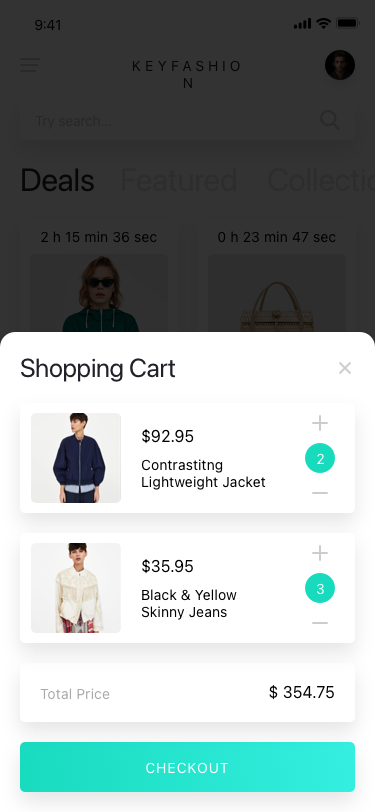 09:41
KEYFASHIO
N
Try search...
Deals Featured Collectio
2 h 15 min 36 sec 0 h 23 min 47 sec
Shopping Cart
$92.95
Contrastitng
Lightweight Jacket
2
$35.95
Black & Yellow
Skinny Jeans
3
Total Price $ 354.75
CHECKOUT